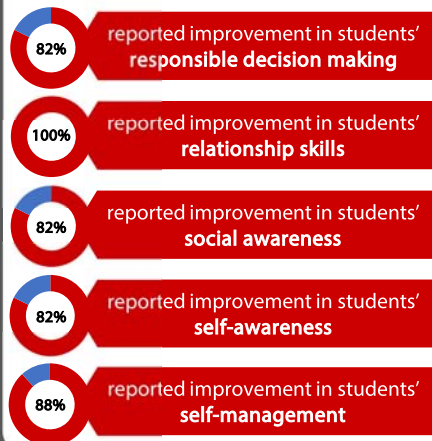 82%
reported improvement in students’
responsible decision making
100%
reported improvement in students’
relationship skills
82%
reported improvement in students’
social awareness
82%
reported improvement in students’
self-awareness
88%
reported improvement in students’
self-management